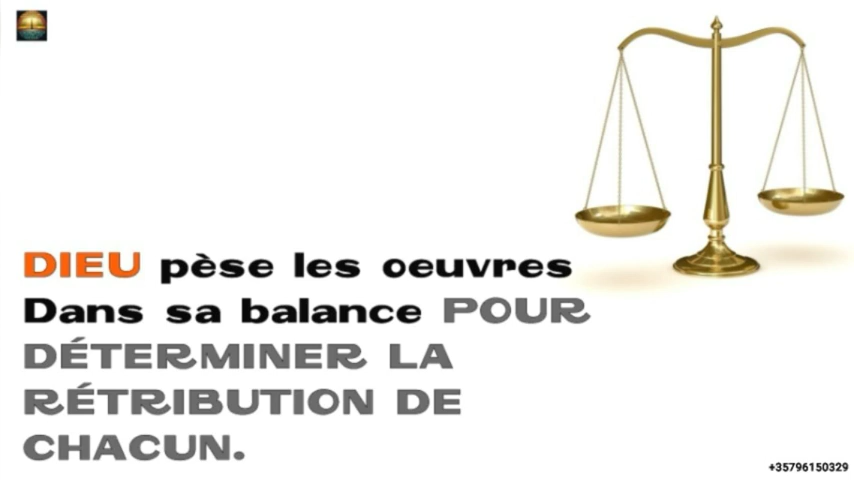 DIEU pèse les oeuvres
Dans sa balance POUR
DÉTERMINER LA
RÉTRIBUTION DE
CHACUN.
+35796150329